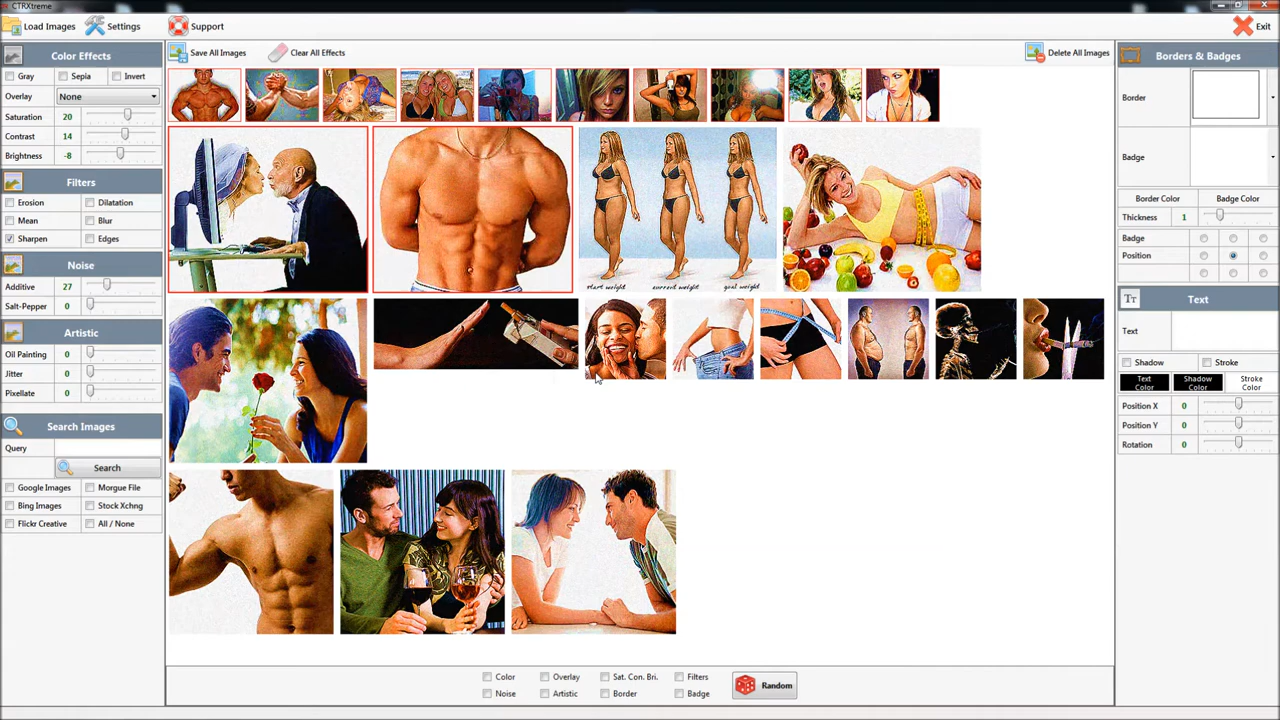 CTRXtreme
Load Images Settings Support Exit
Color Effects
Gray Sepia Invert
Overlay None
Saturation 20
Contrast 14
Brightness -8
Filters
Erosion Dilatation
Mean Blur
Sharpen Edges
Noise
Additive 27
Salt-Pepper 0
Artistic
Oil Painting 0
Jitter 0
Pixellate 0
Search Images
Query
Search
Google Images Morgue File
Bing Images Stock Xchng
Flickr Creative All / None
Save All Images Clear All Effects Delete All Images
start weight current weight goal weight
Color Overlay Sat. Con. Bri. Filters
Noise Artistic Border Badge
Random
Borders & Badges
Border
Badge
Border Color Badge Color
Thickness 1
Badge
Position
Tт Text
Text
Shadow Stroke
Text Color Shadow Color Stroke Color
Position X 0
Position Y 0
Rotation 0